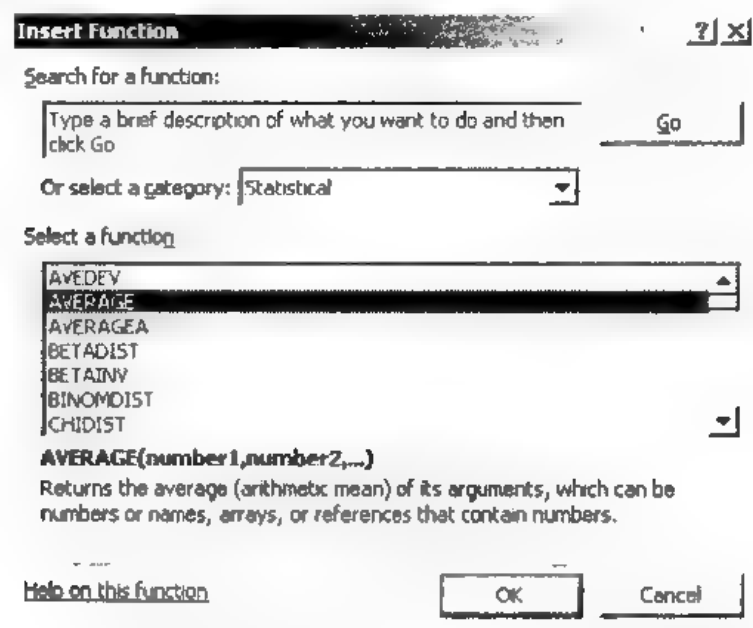 Insert Function
? X
Search for a function:
Type a brief description of what you want to do and then
click Go
Go
Or select a category: Statistical
Select a function
AVEDEV
AVERAGE
AVERAGEA
BETADIST
BETAINV
BINOMDIST
CHIDIST
AVERAGE(number1,number2,...)
Returns the average (arithmetic mean) of its arguments, which can be
numbers or names, arrays, or references that contain numbers.
Help on this function
OK
Cancel